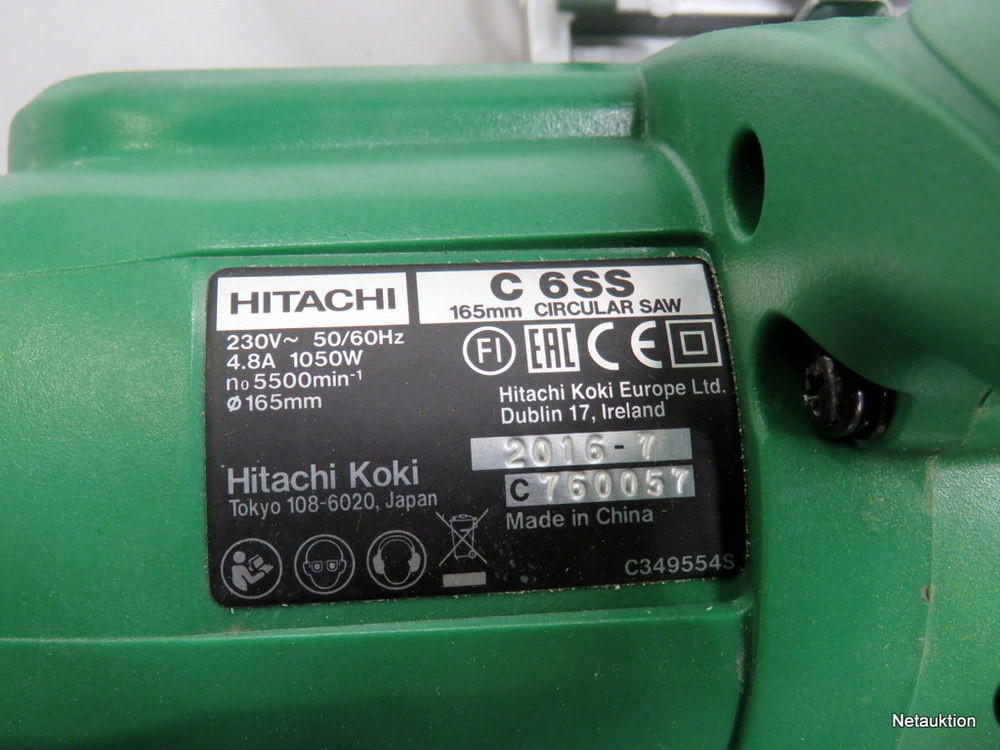 HITACHI
C 6SS
165mm CIRCULAR SAW
230V~ 50/60Hz
4.8A 1050W
n₀ 5500min⁻¹
ø 165mm
FI EAC CE
Hitachi Koki Europe Ltd.
Dublin 17, Ireland
2016-7
C 760057
Made in China
Hitachi Koki
Tokyo 108-6020, Japan
C349554S
Netauktion